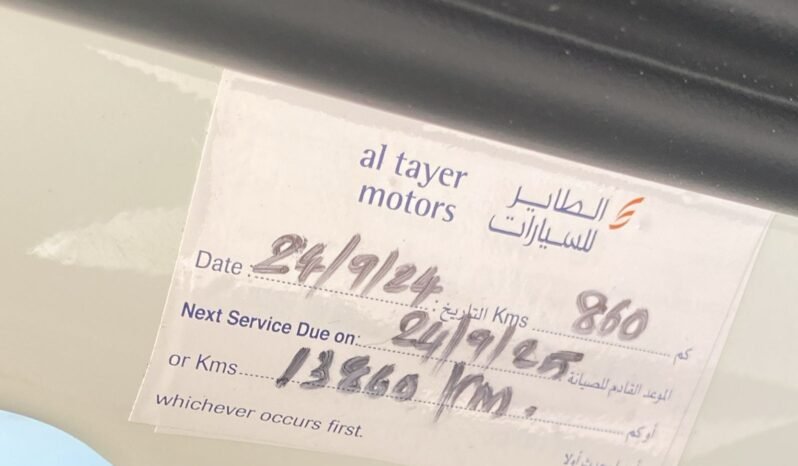 al tayer
motors
الطاير
للسيارات
Date : 24/9/24 التاريخ: Kms 860 كم
Next Service Due on: 24/9/25 الموعد القادم للصيانة
or Kms 13860 Km. أو كم
whichever occurs first.